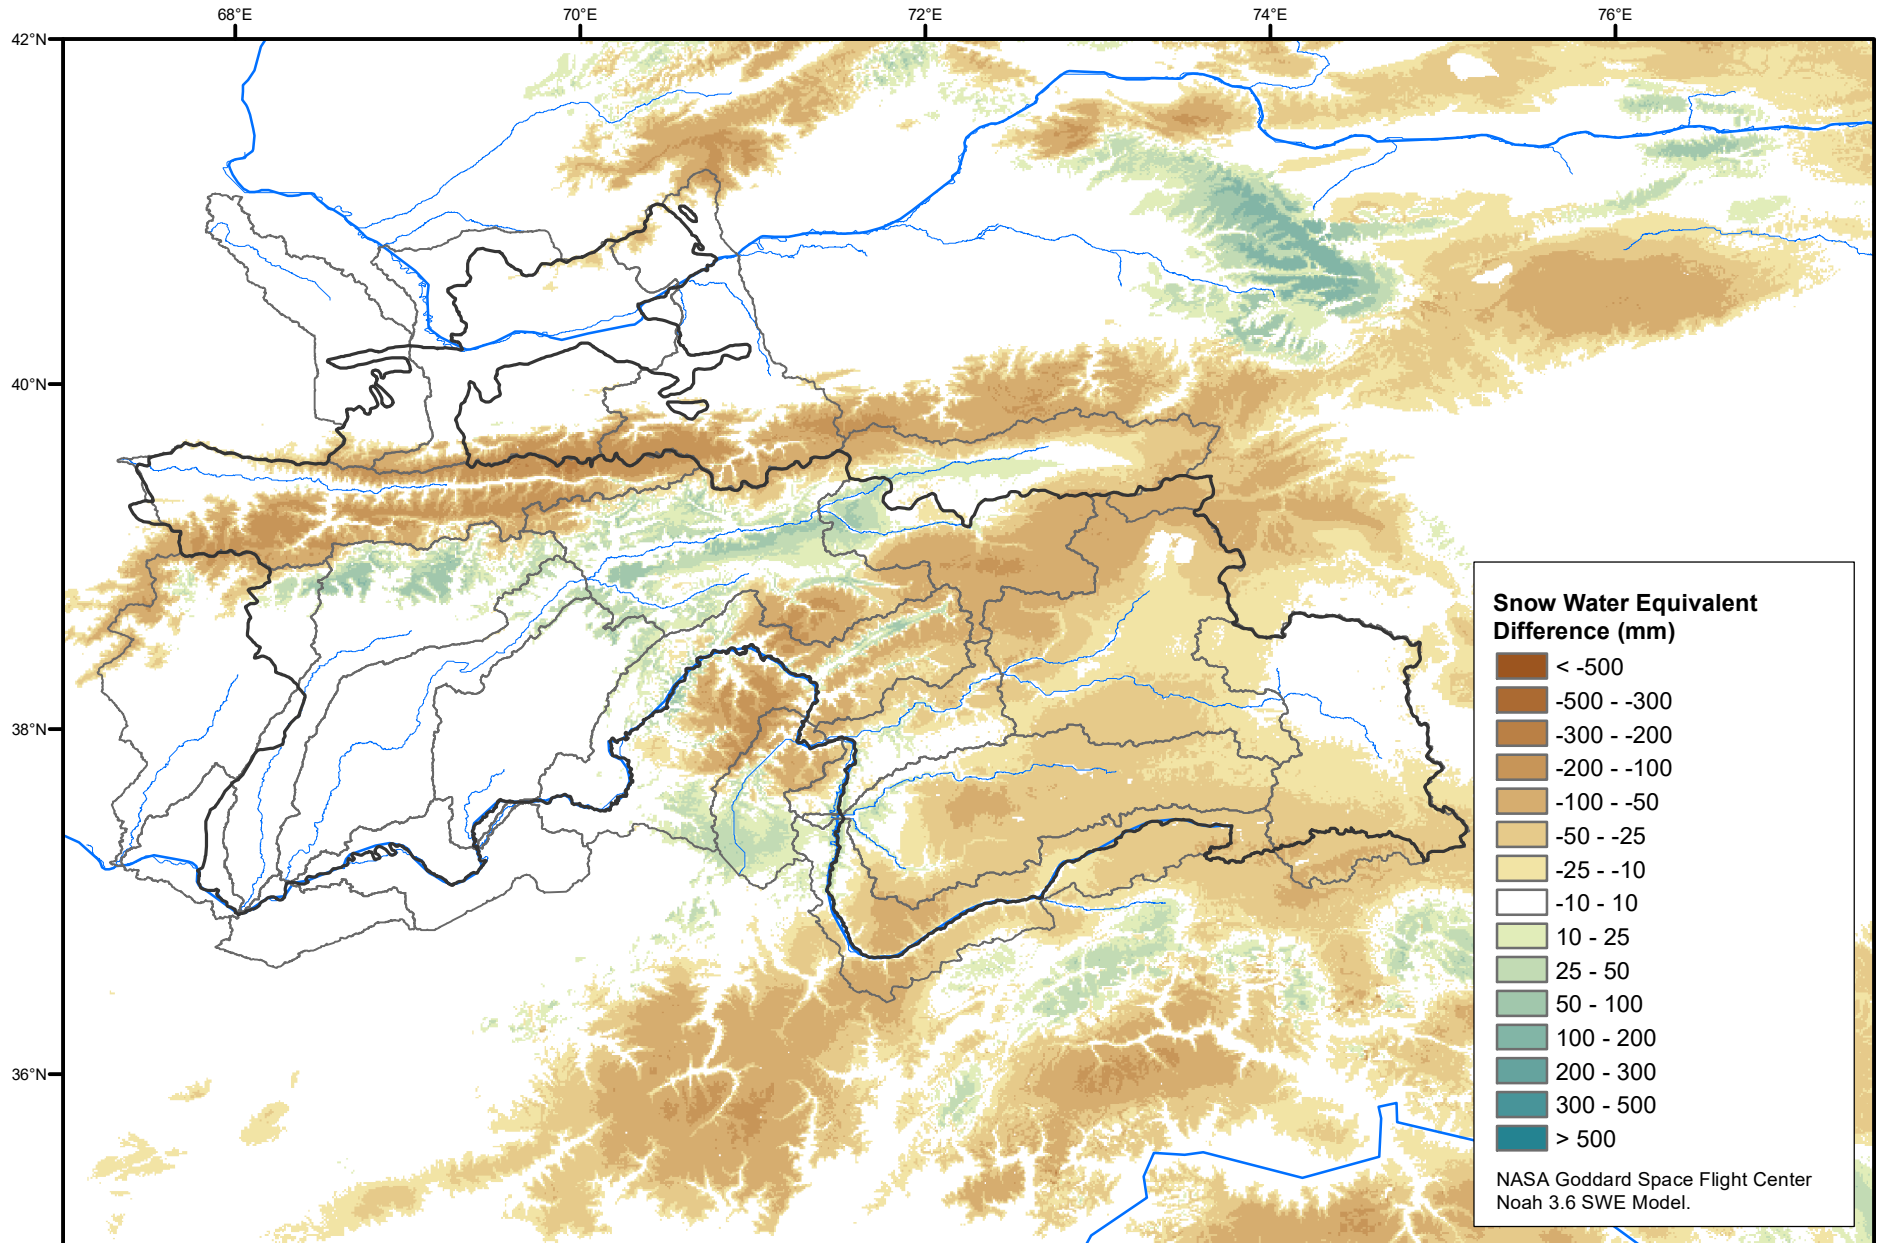 68°E
70°E
72°E
74°E
76°E
42°N
40°N
38°N
36°N
Snow Water Equivalent
Difference (mm)
< -500
-500 - -300
-300 - -200
-200 - -100
-100 - -50
-50 - -25
-25 - -10
-10 - 10
10 - 25
25 - 50
50 - 100
100 - 200
200 - 300
300 - 500
> 500
NASA Goddard Space Flight Center
Noah 3.6 SWE Model.